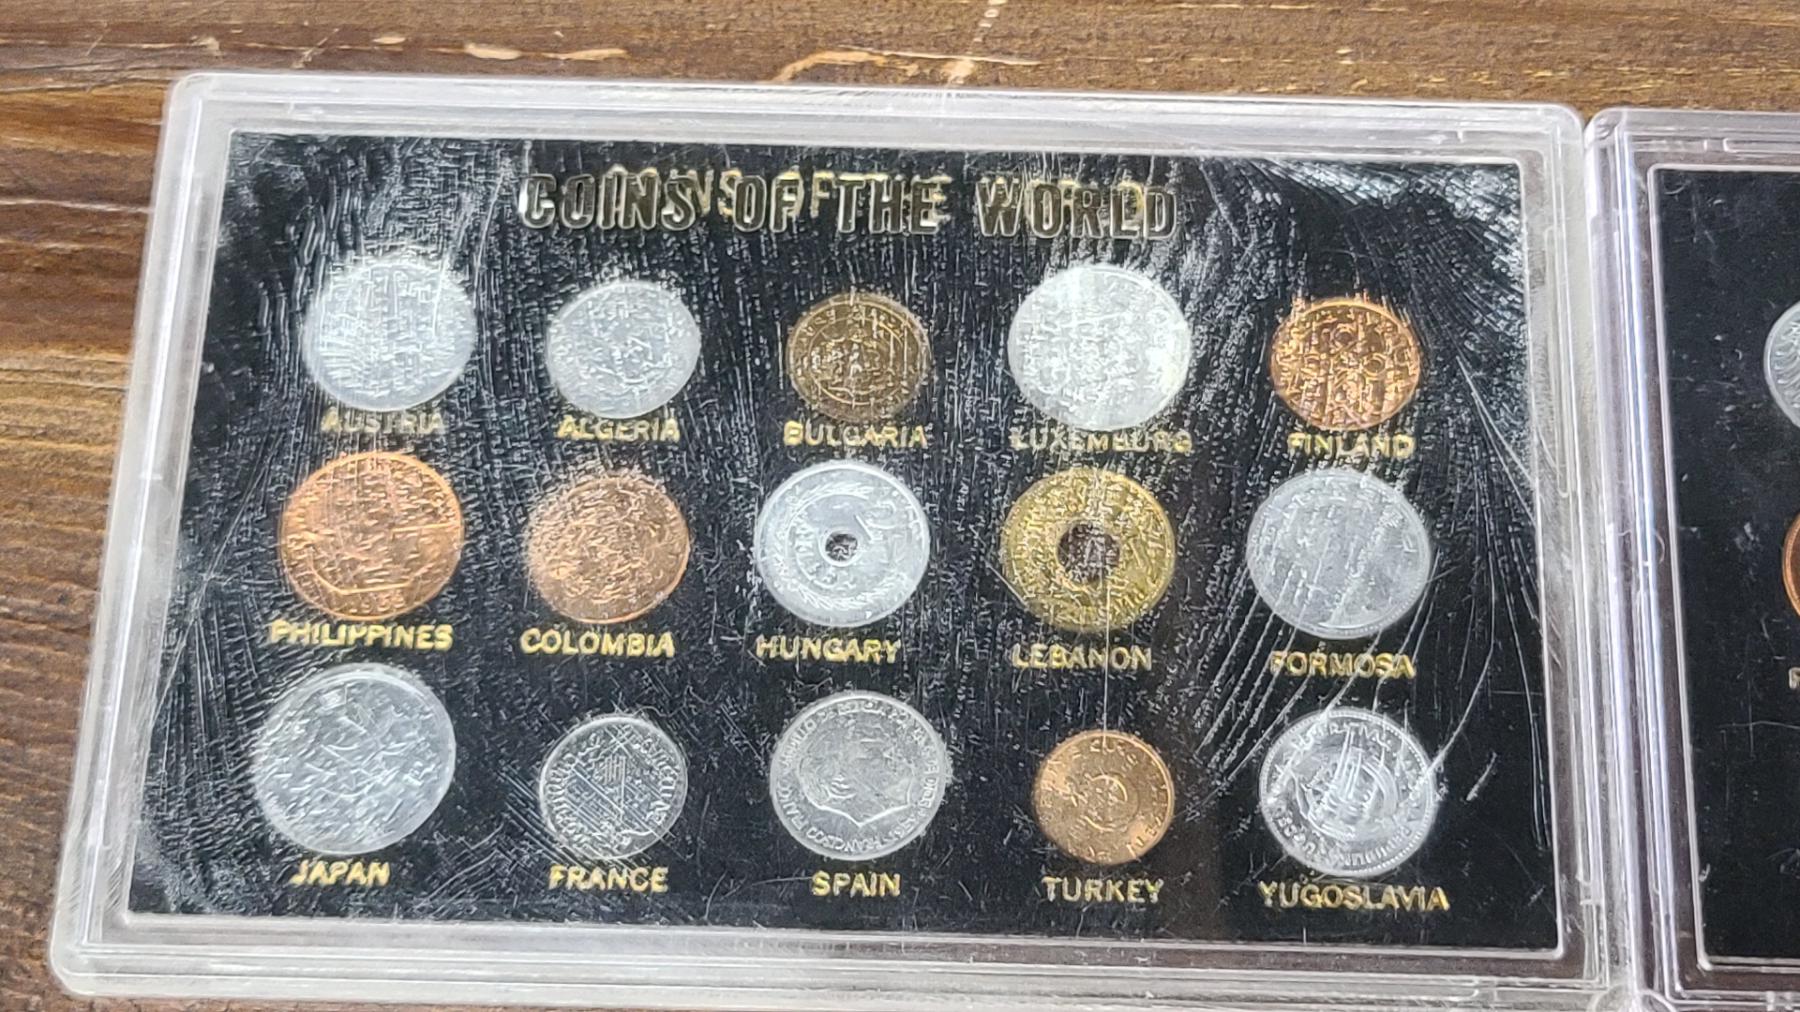 COINS OF THE WORLD
AUSTRIA ALGERIA BULGARIA LUXEMBURG FINLAND
PHILIPPINES COLOMBIA HUNGARY LEBANON FORMOSA
JAPAN FRANCE SPAIN TURKEY YUGOSLAVIA